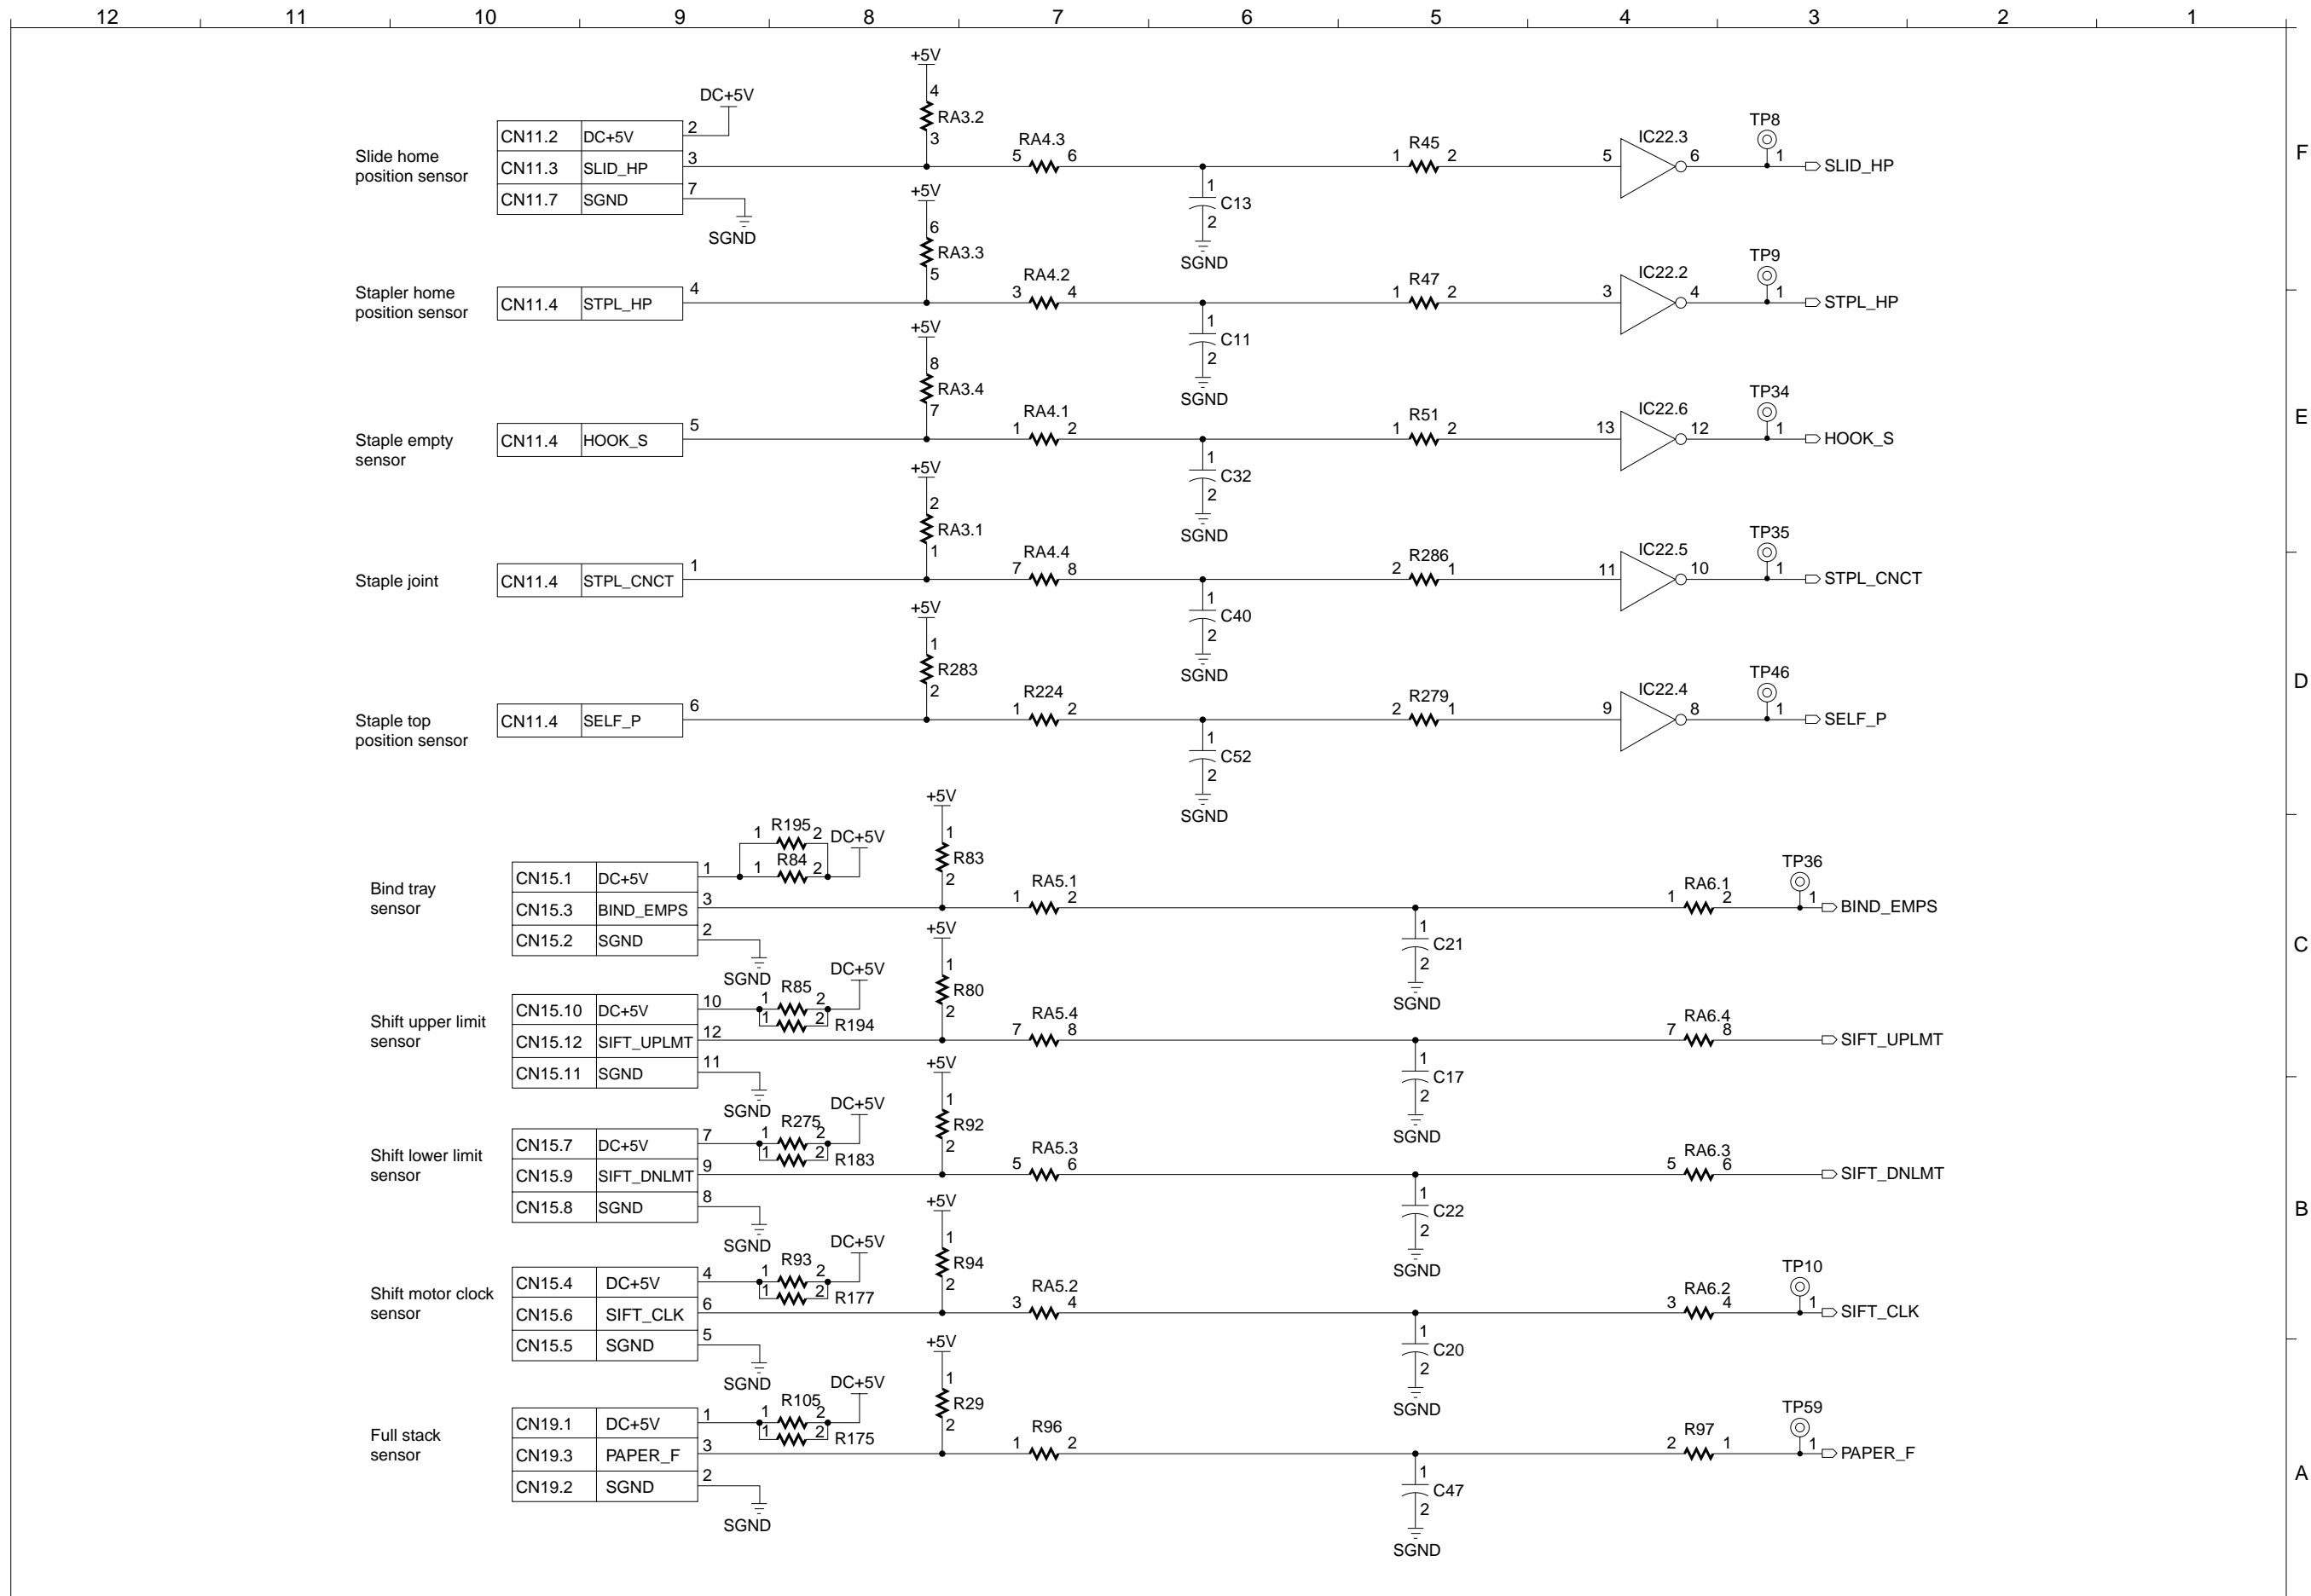 12 11 10 9 8 7 6 5 4 3 2 1
+5V
4
RA3.2
3
DC+5V
Slide home
position sensor
CN11.2 DC+5V 2
CN11.3 SLID_HP 3
CN11.7 SGND 7
SGND
RA4.3
5 6
1
C13
2
SGND
R45
1 2
IC22.3
5 6
TP8
1
SLID_HP
F
+5V
6
RA3.3
5
Stapler home
position sensor
CN11.4 STPL_HP 4
RA4.2
3 4
1
C11
2
SGND
R47
1 2
IC22.2
3 4
TP9
1
STPL_HP
+5V
8
RA3.4
7
Staple empty
sensor
CN11.4 HOOK_S 5
RA4.1
1 2
1
C32
2
SGND
R51
1 2
IC22.6
13 12
TP34
1
HOOK_S
E
+5V
2
RA3.1
1
Staple joint
CN11.4 STPL_CNCT 1
RA4.4
7 8
1
C40
2
SGND
R286
2 1
IC22.5
11 10
TP35
1
STPL_CNCT
+5V
1
R283
2
Staple top
position sensor
CN11.4 SELF_P 6
R224
1 2
1
C52
2
SGND
R279
2 1
IC22.4
9 8
TP46
1
SELF_P
D
+5V
1
R83
2
1 R195 2
DC+5V
1 R84 2
Bind tray
sensor
CN15.1 DC+5V 1
CN15.3 BIND_EMPS 3
CN15.2 SGND 2
SGND
RA5.1
1 2
1
C21
2
SGND
RA6.1
1 2
TP36
1
BIND_EMPS
C
+5V
1
R80
2
DC+5V
R85
1 2
1 2 R194
Shift upper limit
sensor
CN15.10 DC+5V 10
CN15.12 SIFT_UPLMT 12
CN15.11 SGND 11
SGND
RA5.4
7 8
1
C17
2
SGND
RA6.4
7 8
SIFT_UPLMT
+5V
1
R92
2
DC+5V
R275
1 2
1 2 R183
Shift lower limit
sensor
CN15.7 DC+5V 7
CN15.9 SIFT_DNLMT 9
CN15.8 SGND 8
SGND
RA5.3
5 6
1
C22
2
SGND
RA6.3
5 6
SIFT_DNLMT
B
+5V
1
R94
2
DC+5V
R93
1 2
1 2 R177
Shift motor clock
sensor
CN15.4 DC+5V 4
CN15.6 SIFT_CLK 6
CN15.5 SGND 5
SGND
RA5.2
3 4
1
C20
2
SGND
RA6.2
3 4
TP10
1
SIFT_CLK
+5V
1
R29
2
DC+5V
R105
1 2
1 2 R175
Full stack
sensor
CN19.1 DC+5V 1
CN19.3 PAPER_F 3
CN19.2 SGND 2
SGND
R96
1 2
1
C47
2
SGND
R97
2 1
TP59
1
PAPER_F
A